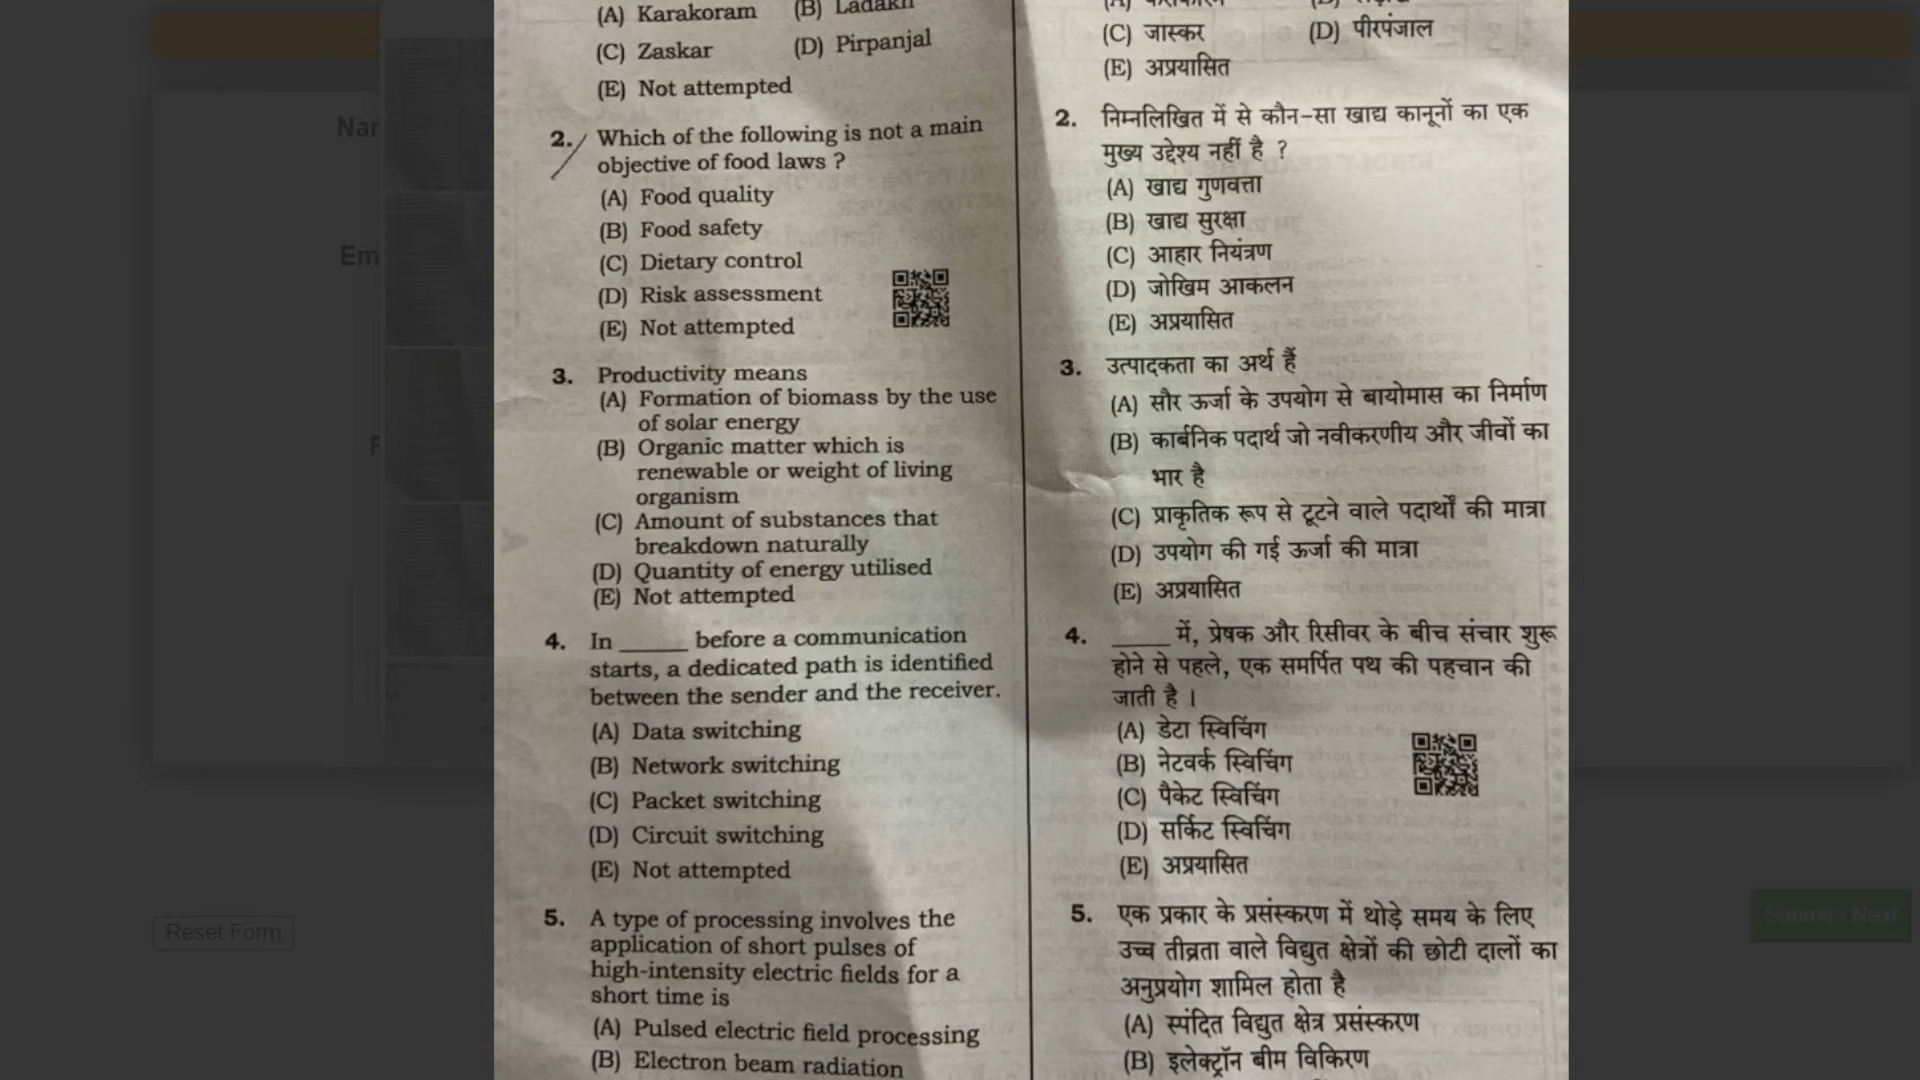 (A) Karakoram (B) Ladakh
(C) Zaskar (D) Pirpanjal
(E) Not attempted
2. Which of the following is not a main
objective of food laws ?
(A) Food quality
(B) Food safety
(C) Dietary control
(D) Risk assessment
(E) Not attempted
3. Productivity means
(A) Formation of biomass by the use
of solar energy
(B) Organic matter which is
renewable or weight of living
organism
(C) Amount of substances that
breakdown naturally
(D) Quantity of energy utilised
(E) Not attempted
4. In _____ before a communication
starts, a dedicated path is identified
between the sender and the receiver.
(A) Data switching
(B) Network switching
(C) Packet switching
(D) Circuit switching
(E) Not attempted
5. A type of processing involves the
application of short pulses of
high-intensity electric fields for a
short time is
(A) Pulsed electric field processing
(B) Electron beam radiation
(C) जास्कर (D) पीरपंजाल
(E) अप्रयासित
2. निम्नलिखित में से कौन-सा खाद्य कानूनों का एक
मुख्य उद्देश्य नहीं है ?
(A) खाद्य गुणवत्ता
(B) खाद्य सुरक्षा
(C) आहार नियंत्रण
(D) जोखिम आकलन
(E) अप्रयासित
3. उत्पादकता का अर्थ हैं
(A) सौर ऊर्जा के उपयोग से बायोमास का निर्माण
(B) कार्बनिक पदार्थ जो नवीकरणीय और जीवों का
भार है
(C) प्राकृतिक रूप से टूटने वाले पदार्थों की मात्रा
(D) उपयोग की गई ऊर्जा की मात्रा
(E) अप्रयासित
4. _____ में, प्रेषक और रिसीवर के बीच संचार शुरू
होने से पहले, एक समर्पित पथ की पहचान की
जाती है ।
(A) डेटा स्विचिंग
(B) नेटवर्क स्विचिंग
(C) पैकेट स्विचिंग
(D) सर्किट स्विचिंग
(E) अप्रयासित
5. एक प्रकार के प्रसंस्करण में थोड़े समय के लिए
उच्च तीव्रता वाले विद्युत क्षेत्रों की छोटी दालों का
अनुप्रयोग शामिल होता है
(A) स्पंदित विद्युत क्षेत्र प्रसंस्करण
(B) इलेक्ट्रॉन बीम विकिरण
Nar
Em
Reset Form